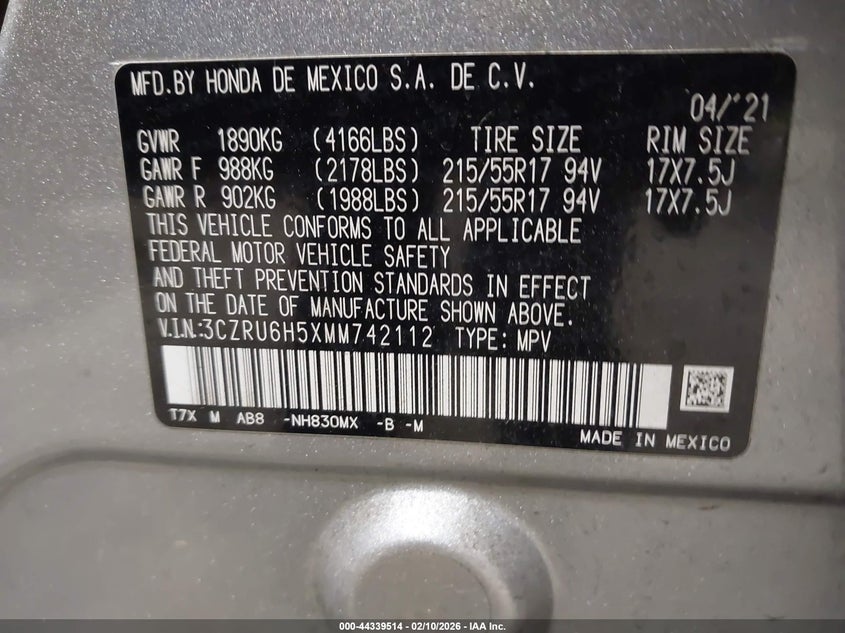 MFD.BY HONDA DE MEXICO S.A. DE C.V.
04/'21
GVWR 1890KG (4166LBS) TIRE SIZE RIM SIZE
GAWR F 988KG (2178LBS) 215/55R17 94V 17X7.5J
GAWR R 902KG (1988LBS) 215/55R17 94V 17X7.5J
THIS VEHICLE CONFORMS TO ALL APPLICABLE
FEDERAL MOTOR VEHICLE SAFETY
AND THEFT PREVENTION STANDARDS IN EFFECT
ON THE DATE OF MANUFACTURE SHOWN ABOVE.
V.I.N.:3CZRU6H5XMM742112 TYPE: MPV
T7X M AB8 -NH830MX -B -M
MADE IN MEXICO
000-44339514 - 02/10/2026 - IAA Inc.